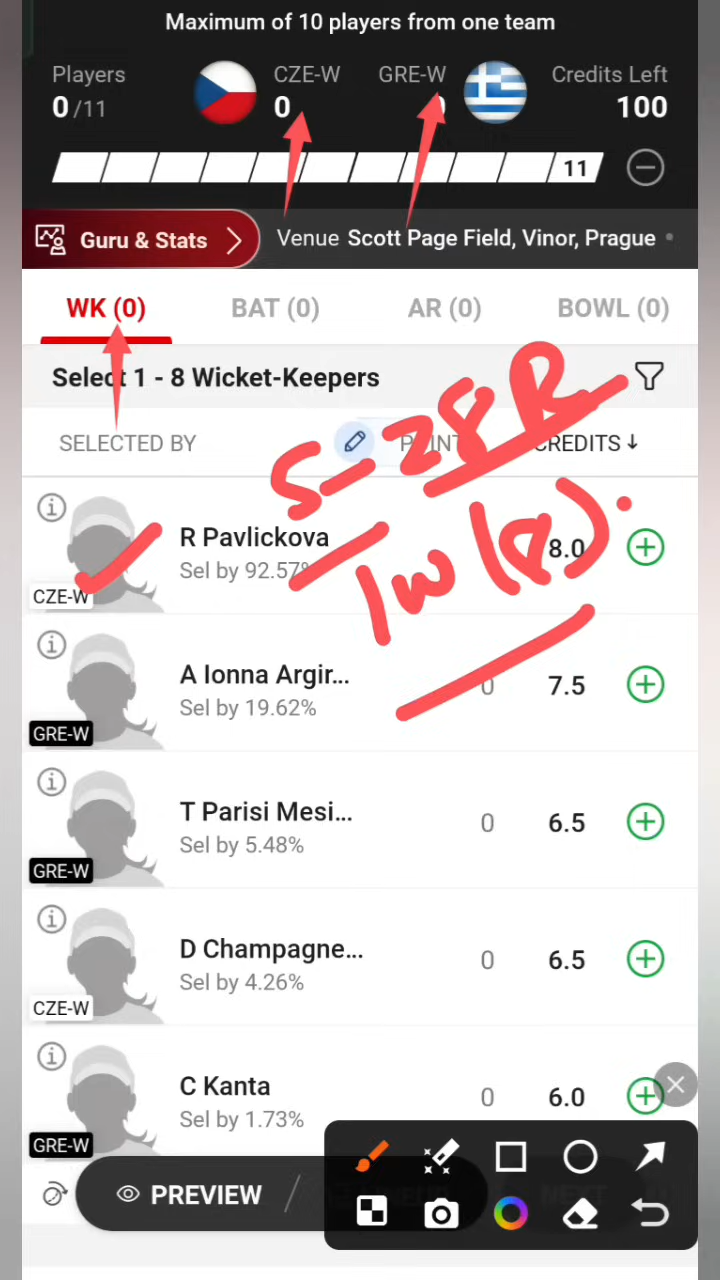 Maximum of 10 players from one team
Players CZE-W GRE-W Credits Left
0/11 0 100
11
Guru & Stats Venue Scott Page Field, Vinor, Prague
WK (0) BAT (0) AR (0) BOWL (0)
Select 1 - 8 Wicket-Keepers
SELECTED BY CREDITS ↓
R Pavlickova 8.0
Sel by 92.57%
CZE-W
1W (R).
A Ionna Argir... 0 7.5
Sel by 19.62%
GRE-W
T Parisi Mesi... 0 6.5
Sel by 5.48%
GRE-W
D Champagne... 0 6.5
Sel by 4.26%
CZE-W
C Kanta 0 6.0
Sel by 1.73%
GRE-W
PREVIEW